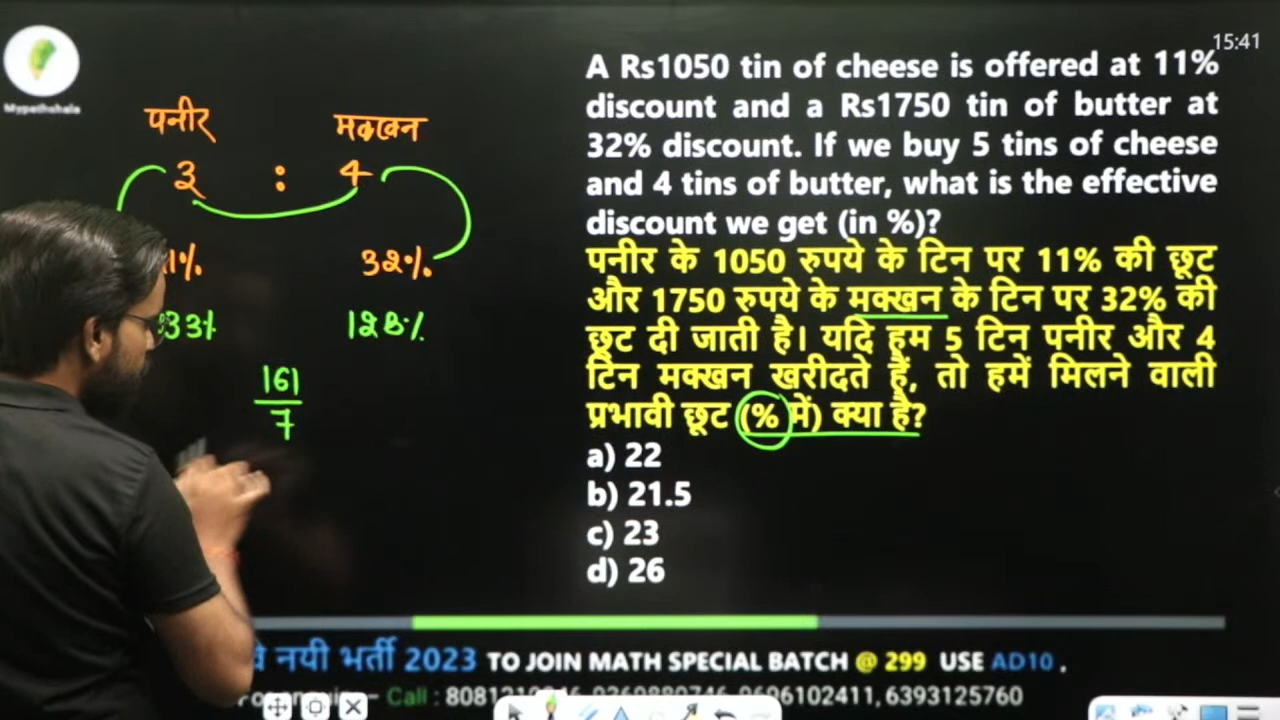 15:41
Mypathshala
पनीर मक्खन
3 : 4
1% 32%
33% 128%
161
7
A Rs1050 tin of cheese is offered at 11%
discount and a Rs1750 tin of butter at
32% discount. If we buy 5 tins of cheese
and 4 tins of butter, what is the effective
discount we get (in %)?
पनीर के 1050 रुपये के टिन पर 11% की छूट
और 1750 रुपये के मक्खन के टिन पर 32% की
छूट दी जाती है। यदि हम 5 टिन पनीर और 4
टिन मक्खन खरीदते हैं, तो हमें मिलने वाली
प्रभावी छूट (% में) क्या है?
a) 22
b) 21.5
c) 23
d) 26
नयी भर्ती 2023 TO JOIN MATH SPECIAL BATCH @ 299 USE AD10 .
Call : 9696102411, 6393125760